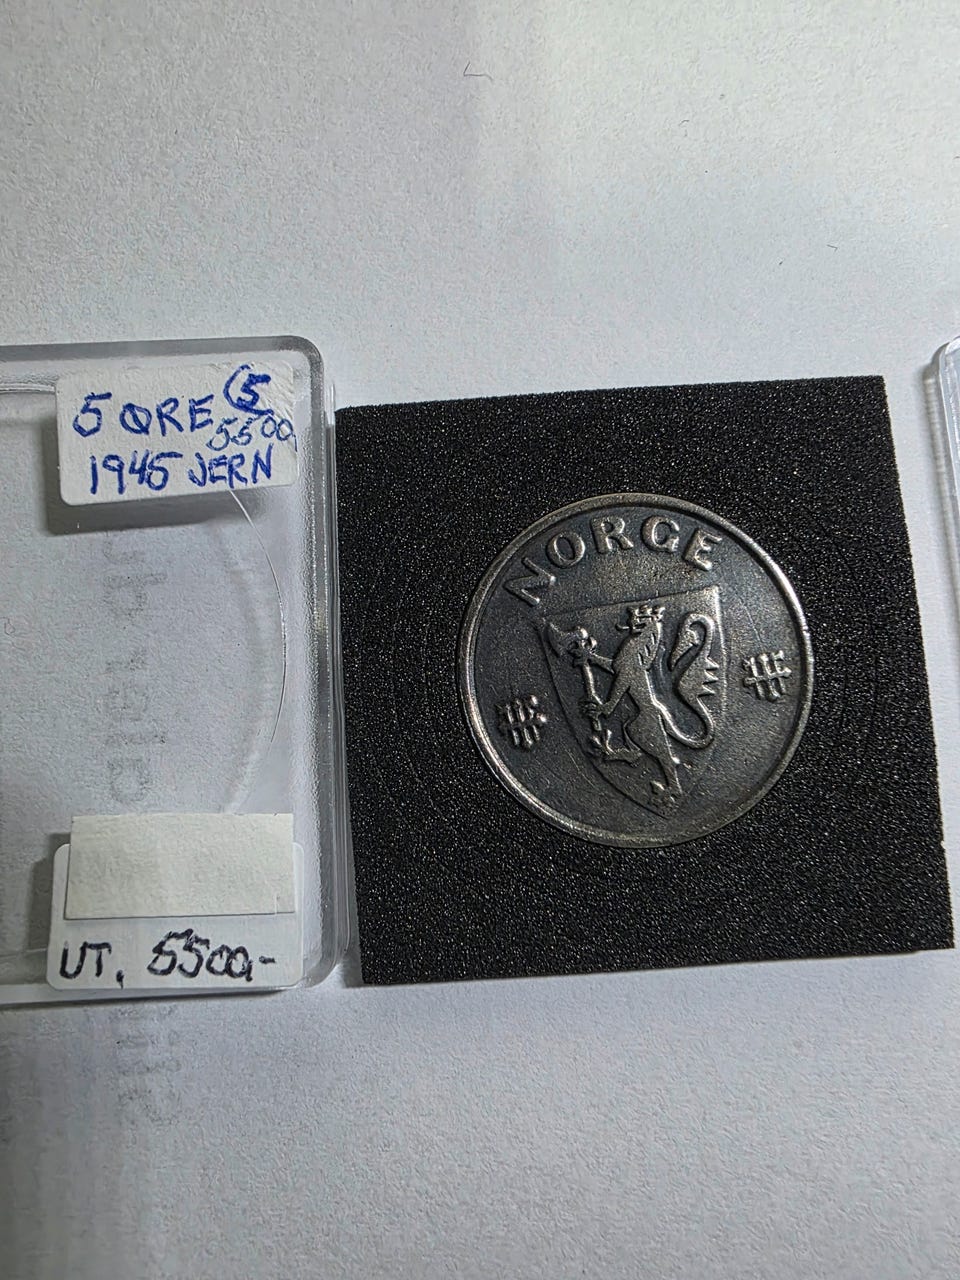 5 ØRE (5
5500,
1945 JERN
UT. 5500,-
NORGE